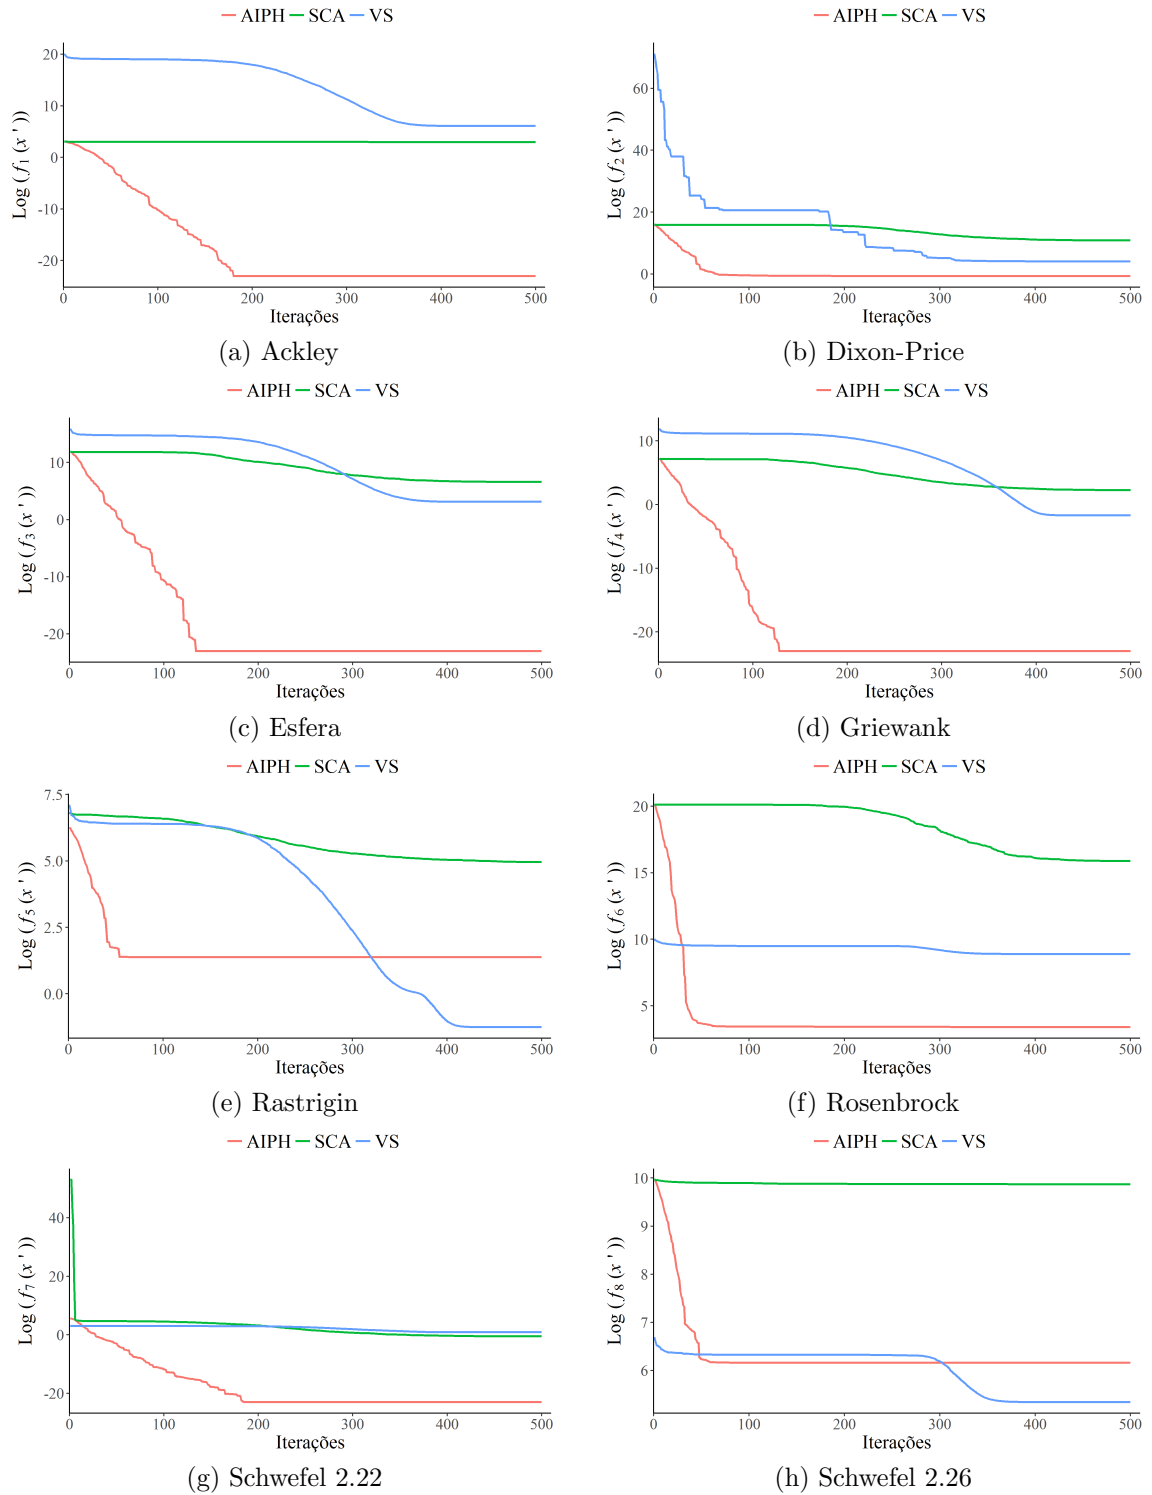 AIPH SCA VS
Log ( f1 ( x ' ))
20
10
0
-10
-20
0 100 200 300 400 500
Iterações
(a) Ackley
AIPH SCA VS
Log ( f2 ( x ' ))
60
40
20
0
0 100 200 300 400 500
Iterações
(b) Dixon-Price
AIPH SCA VS
Log ( f3 ( x ' ))
10
0
-10
-20
0 100 200 300 400 500
Iterações
(c) Esfera
AIPH SCA VS
Log ( f4 ( x ' ))
10
0
-10
-20
0 100 200 300 400 500
Iterações
(d) Griewank
AIPH SCA VS
Log ( f5 ( x ' ))
7.5
5.0
2.5
0.0
0 100 200 300 400 500
Iterações
(e) Rastrigin
AIPH SCA VS
Log ( f6 ( x ' ))
20
15
10
5
0 100 200 300 400 500
Iterações
(f) Rosenbrock
AIPH SCA VS
Log ( f7 ( x ' ))
40
20
0
-20
0 100 200 300 400 500
Iterações
(g) Schwefel 2.22
AIPH SCA VS
Log ( f8 ( x ' ))
10
9
8
7
6
0 100 200 300 400 500
Iterações
(h) Schwefel 2.26